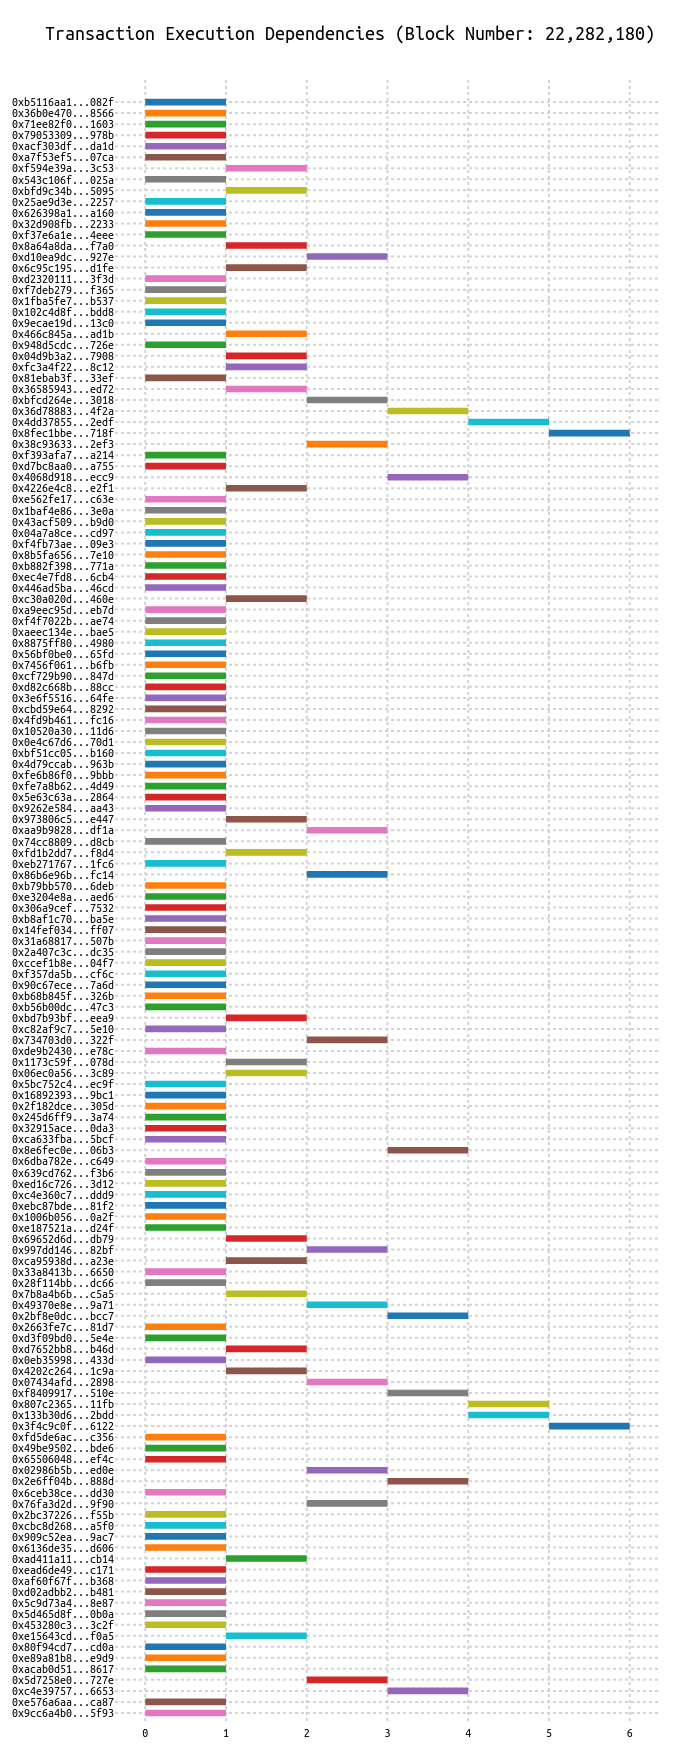 Transaction Execution Dependencies (Block Number: 22,282,180)
0xb5116aa1...082f
0x36b0e470...8566
0x71ee82f0...1603
0x79053309...978b
0xacf303df...da1d
0xa7f53ef5...07ca
0xf594e39a...3c53
0x543c106f...025a
0xbfd9c34b...5095
0x25ae9d3e...2257
0x626398a1...a160
0x32d908fb...2233
0xf37e6a1e...4eee
0x8a64a8da...f7a0
0xd10ea9dc...927e
0x6c95c195...d1fe
0xd2320111...3f3d
0xf7deb279...f365
0x1fba5fe7...b537
0x102c4d8f...bdd8
0x9ecae19d...13c0
0x466c845a...ad1b
0x948d5cdc...726e
0x04d9b3a2...7908
0xfc3a4f22...8c12
0x81ebab3f...33ef
0x36585943...ed72
0xbfcd264e...3018
0x36d78883...4f2a
0x4dd37855...2edf
0x8fec1bbe...718f
0x38c93633...2ef3
0xf393afa7...a214
0xd7bc8aa0...a755
0x4068d918...ecc9
0x4226e4c8...e2f1
0xe562fe17...c63e
0x1baf4e86...3e0a
0x43acf509...b9d0
0x04a7a8ce...cd97
0xf4fb73ae...09e3
0x8b5fa656...7e10
0xb882f398...771a
0xec4e7fd8...6cb4
0x446ad5ba...46cd
0xc30a020d...460e
0xa9eec95d...eb7d
0xf4f7022b...ae74
0xaeec134e...bae5
0x8875ff80...4980
0x56bf0be0...65fd
0x7456f061...b6fb
0xcf729b90...847d
0xd82c668b...88cc
0x3e6f5516...64fe
0xcbd59e64...8292
0x4fd9b461...fc16
0x10520a30...11d6
0x0e4c67d6...70d1
0xbf51cc05...b160
0x4d79ccab...963b
0xfe6b86f0...9bbb
0xfe7a8b62...4d49
0x5e63c63a...2864
0x9262e584...aa43
0x973806c5...e447
0xaa9b9828...df1a
0x74cc8809...d8cb
0xfd1b2dd7...f8d4
0xeb271767...1fc6
0x86b6e96b...fc14
0xb79bb570...6deb
0xe3204e8a...aed6
0x306a9cef...7532
0xb8af1c70...ba5e
0x14fef034...ff07
0x31a68817...507b
0x2a407c3c...dc35
0xccef1b8e...04f7
0xf357da5b...cf6c
0x90c67ece...7a6d
0xb68b845f...326b
0xb56b00dc...47c3
0xbd7b93bf...eea9
0xc82af9c7...5e10
0x734703d0...322f
0xde9b2430...e78c
0x1173c59f...078d
0x06ec0a56...3c89
0x5bc752c4...ec9f
0x16892393...9bc1
0x2f182dce...305d
0x245d6ff9...3a74
0x32915ace...0da3
0xca633fba...5bcf
0x8e6fec0e...06b3
0x6dba782e...c649
0x639cd762...f3b6
0xed16c726...3d12
0xc4e360c7...ddd9
0xebc87bde...81f2
0x1006b056...0a2f
0xe187521a...d24f
0x69652d6d...db79
0x997dd146...82bf
0xca95938d...a23e
0x33a8413b...6650
0x28f114bb...dc66
0x7b8a4b6b...c5a5
0x49370e8e...9a71
0x2bf8e0dc...bcc7
0x2663fe7c...81d7
0xd3f09bd0...5e4e
0xd7652bb8...b46d
0x0eb35998...433d
0x4202c264...1c9a
0x07434afd...2898
0xf8409917...510e
0x807c2365...11fb
0x133b30d6...2bdd
0x3f4c9c0f...6122
0xfd5de6ac...c356
0x49be9502...bde6
0x65506048...ef4c
0x02986b5b...ed0e
0x2e6ff04b...888d
0x6ceb38ce...dd30
0x76fa3d2d...9f90
0x2bc37226...f55b
0xcbc8d268...a5f0
0x909c52ea...9ac7
0x6136de35...d606
0xad411a11...cb14
0xead6de49...c171
0xaf60f67f...b368
0xd02adbb2...b481
0x5c9d73a4...8e87
0x5d465d8f...0b0a
0x453280c3...3c2f
0xe15643cd...f0a5
0x80f94cd7...cd0a
0xe89a81b8...e9d9
0xacab0d51...8617
0x5d7258e0...727e
0xc4e39757...6653
0xe576a6aa...ca87
0x9cc6a4b0...5f93
0 1 2 3 4 5 6